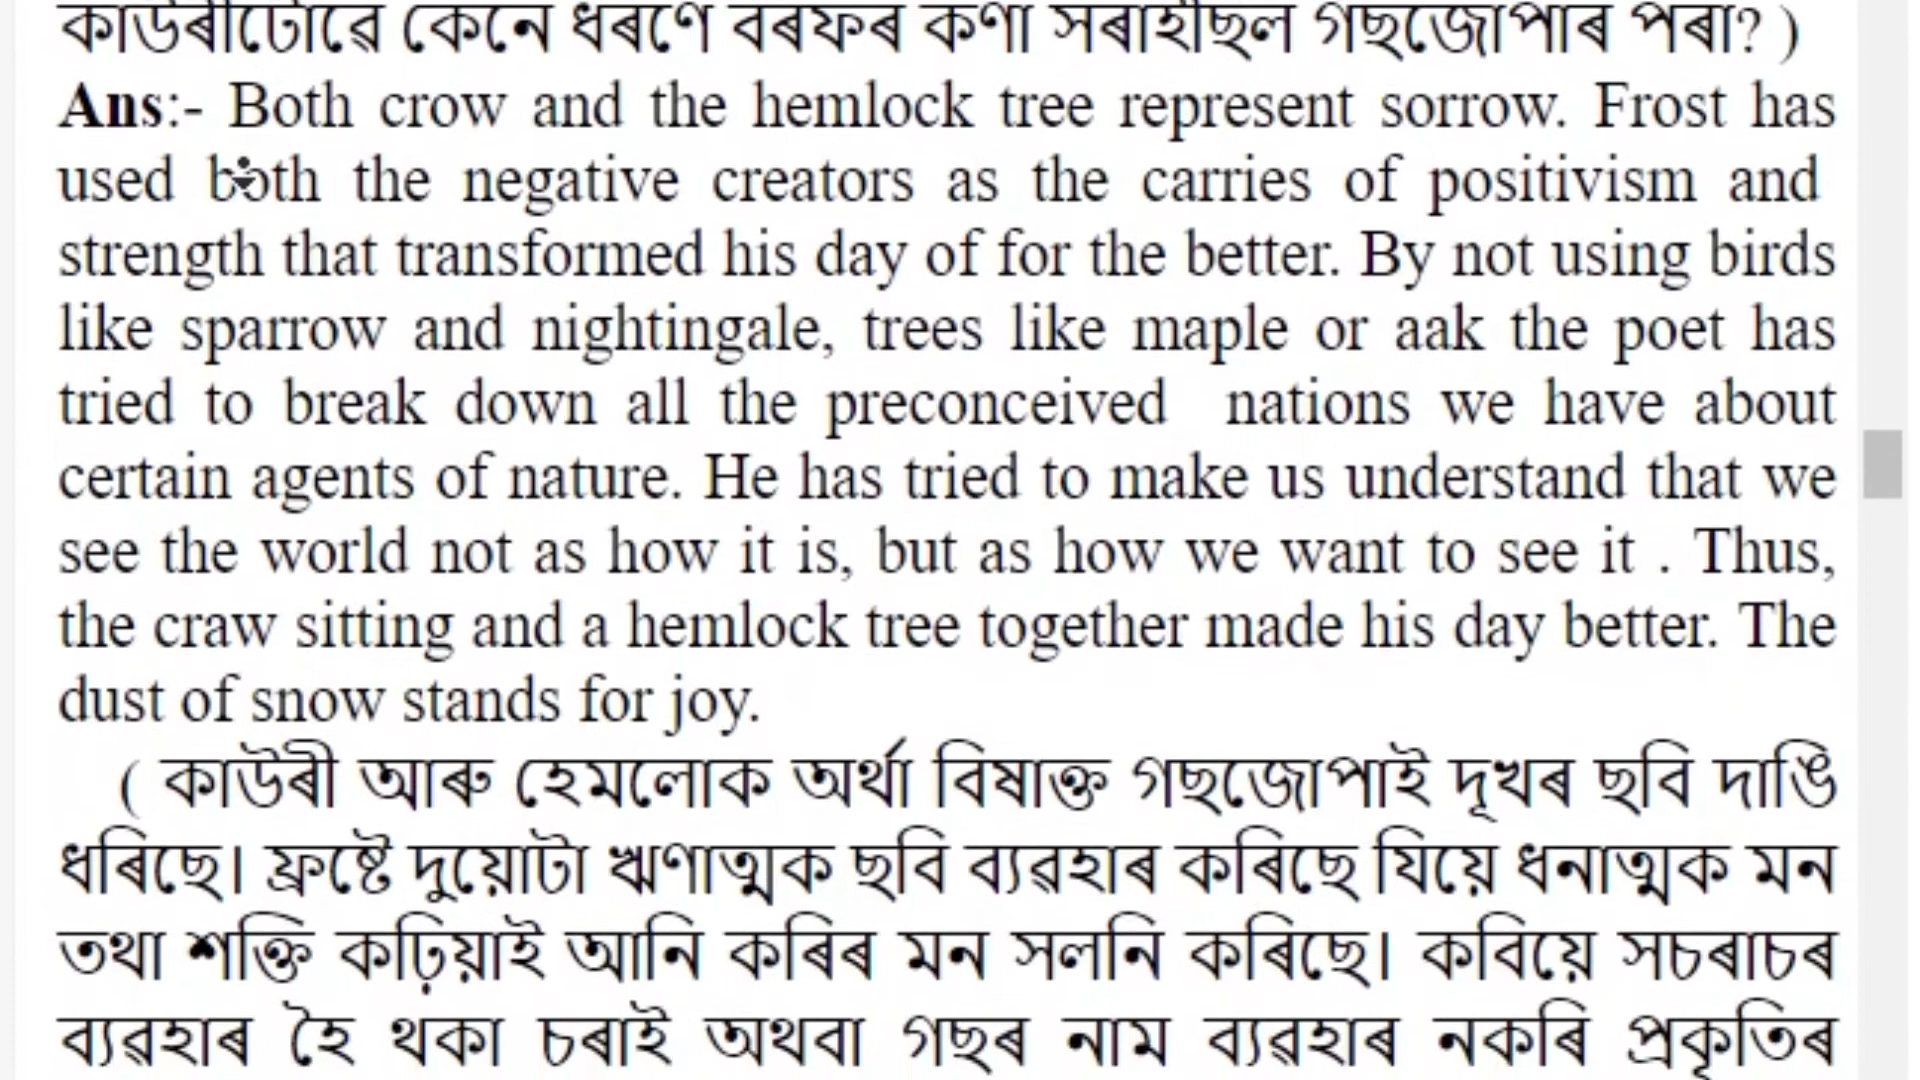 কাউৰীটোৱে কেনে ধৰণে বৰফৰ কণা সৰাইছিল গছজোপাৰ পৰা? )
Ans:- Both crow and the hemlock tree represent sorrow. Frost has
used both the negative creators as the carries of positivism and
strength that transformed his day of for the better. By not using birds
like sparrow and nightingale, trees like maple or aak the poet has
tried to break down all the preconceived nations we have about
certain agents of nature. He has tried to make us understand that we
see the world not as how it is, but as how we want to see it . Thus,
the craw sitting and a hemlock tree together made his day better. The
dust of snow stands for joy.
( কাউৰী আৰু হেমলোক অৰ্থা বিষাক্ত গছজোপাই দূখৰ ছবি দাঙি
ধৰিছে। ফ্ৰষ্টে দুয়োটা ঋণাত্মক ছবি ব্যৱহাৰ কৰিছে যিয়ে ধনাত্মক মন
তথা শক্তি কঢ়িয়াই আনি কৰিৰ মন সলনি কৰিছে। কবিয়ে সচৰাচৰ
ব্যৱহাৰ হৈ থকা চৰাই অথবা গছৰ নাম ব্যৱহাৰ নকৰি প্ৰকৃতিৰ